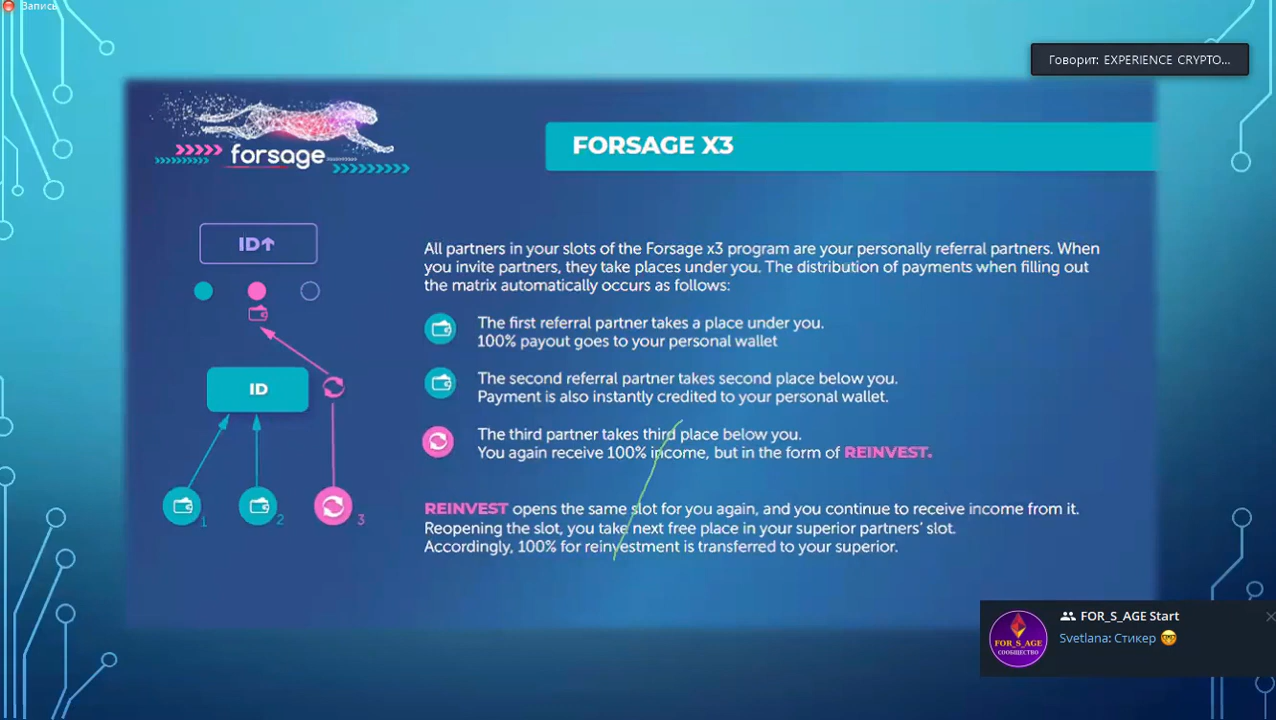 Запись
Говорит: EXPERIENCE CRYPTO...
forsage
FORSAGE X3
ID↑
All partners in your slots of the Forsage x3 program are your personally referral partners. When
you invite partners, they take places under you. The distribution of payments when filling out
the matrix automatically occurs as follows:
The first referral partner takes a place under you.
100% payout goes to your personal wallet
ID
The second referral partner takes second place below you.
Payment is also instantly credited to your personal wallet.
The third partner takes third place below you.
You again receive 100% income, but in the form of REINVEST.
1
2
3
REINVEST opens the same slot for you again, and you continue to receive income from it.
Reopening the slot, you take next free place in your superior partners' slot.
Accordingly, 100% for reinvestment is transferred to your superior.
FOR_S_AGE Start
Svetlana: Стикер 🤓
FOR_S_AGE
СООБЩЕСТВО